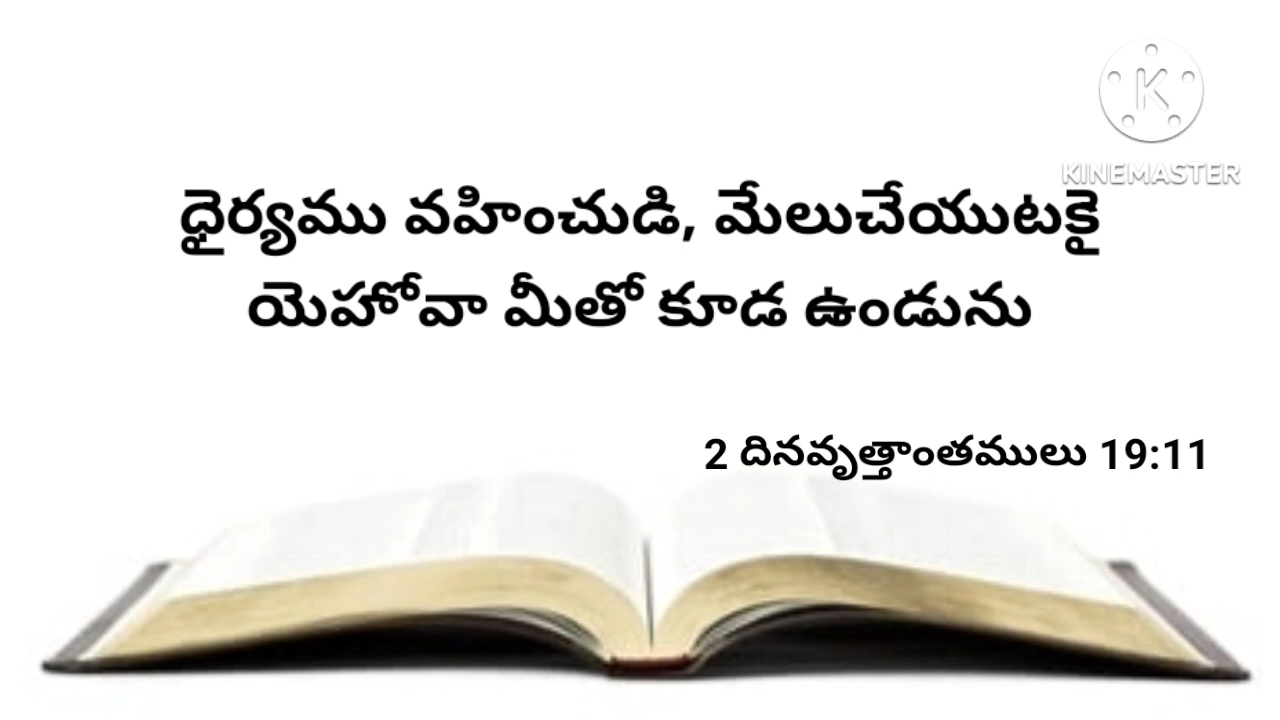 KINEMASTER
ధైర్యము వహించుడి, మేలుచేయుటకై
యెహోవా మీతో కూడ ఉండును
2 దినవృత్తాంతములు 19:11